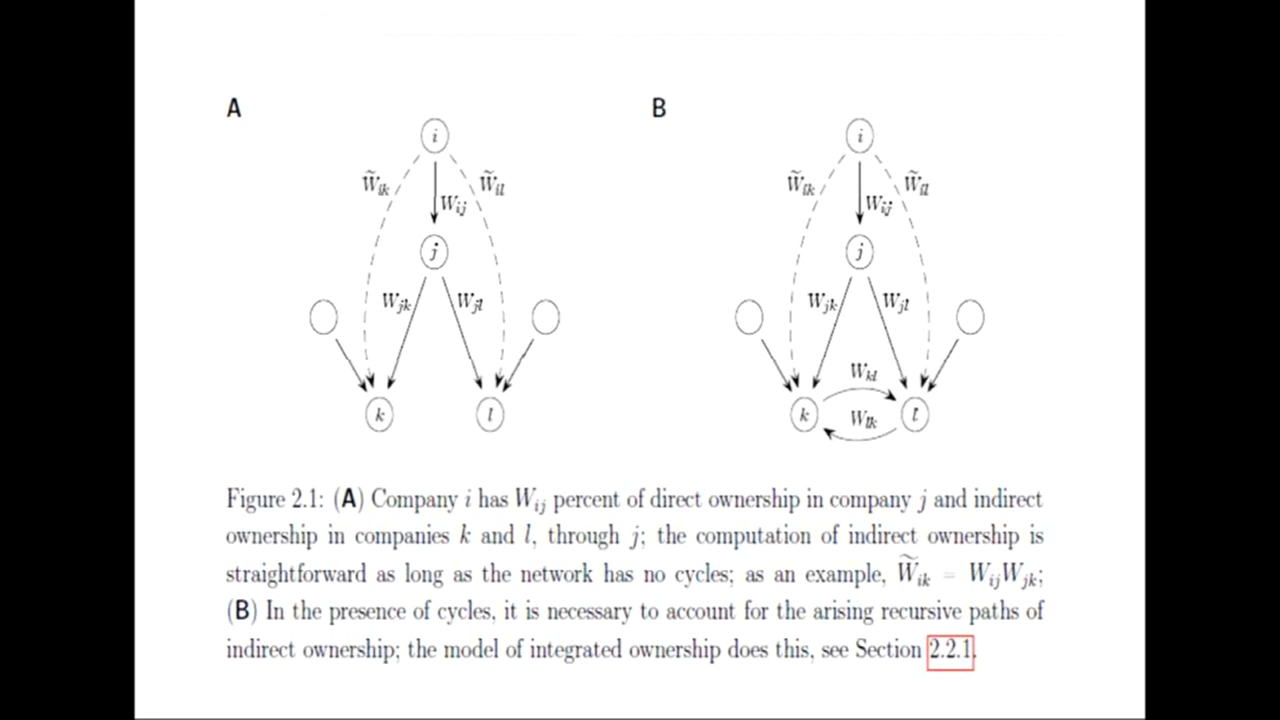 A
B
i
i
W̃ik
W̃il
W̃ik
W̃il
Wij
Wij
j
j
Wjk
Wjl
Wjk
Wjl
Wkl
k
l
k
Wlk
l
Figure 2.1: (A) Company i has Wij percent of direct ownership in company j and indirect
ownership in companies k and l, through j; the computation of indirect ownership is
straightforward as long as the network has no cycles; as an example, W̃ik = WijWjk;
(B) In the presence of cycles, it is necessary to account for the arising recursive paths of
indirect ownership; the model of integrated ownership does this, see Section 2.2.1.